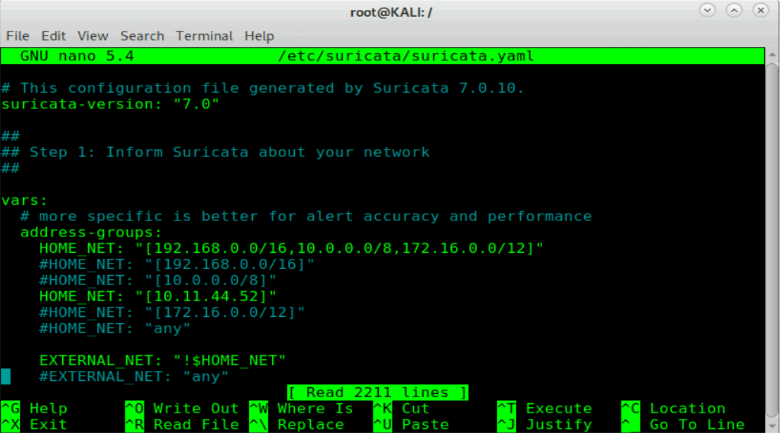 root@KALI: /
File Edit View Search Terminal Help
GNU nano 5.4 /etc/suricata/suricata.yaml
# This configuration file generated by Suricata 7.0.10.
suricata-version: "7.0"
##
## Step 1: Inform Suricata about your network
##
vars:
  # more specific is better for alert accuracy and performance
  address-groups:
    HOME_NET: "[192.168.0.0/16,10.0.0.0/8,172.16.0.0/12]"
    #HOME_NET: "[192.168.0.0/16]"
    #HOME_NET: "[10.0.0.0/8]"
    HOME_NET: "[10.11.44.52]"
    #HOME_NET: "[172.16.0.0/12]"
    #HOME_NET: "any"
    EXTERNAL_NET: "!$HOME_NET"
    #EXTERNAL_NET: "any"
[ Read 2211 lines ]
^G Help ^O Write Out ^W Where Is ^K Cut ^T Execute ^C Location
^X Exit ^R Read File ^\ Replace ^U Paste ^J Justify ^_ Go To Line